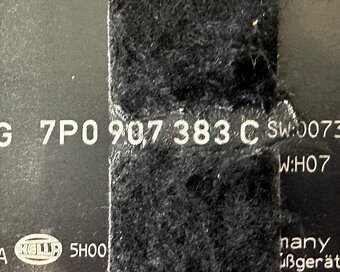 G 7P0 907 383 C SW:0073
W:H07
A HELLA 5H00 many
ußgerät